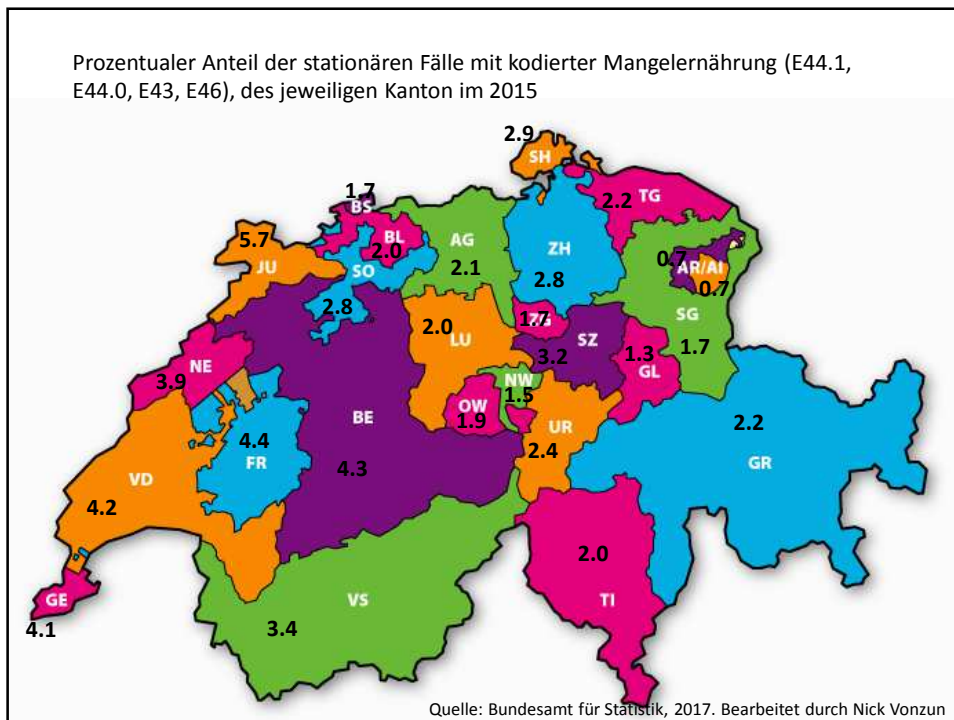 Prozentualer Anteil der stationären Fälle mit kodierter Mangelernährung (E44.1,
E44.0, E43, E46), des jeweiligen Kanton im 2015
2.9
SH
1.7
BS
2.2
TG
5.7
JU
BL
2.0
SO
AG
2.1
ZH
2.8
0.7
AR/AI
0.7
2.8
2.0
LU
1.7
ZG
SZ
3.2
SG
1.7
1.3
GL
NE
3.9
NW
1.5
OW
1.9
BE
4.3
UR
2.4
2.2
GR
4.4
FR
VD
4.2
2.0
TI
GE
4.1
VS
3.4
Quelle: Bundesamt für Statistik, 2017. Bearbeitet durch Nick Vonzun